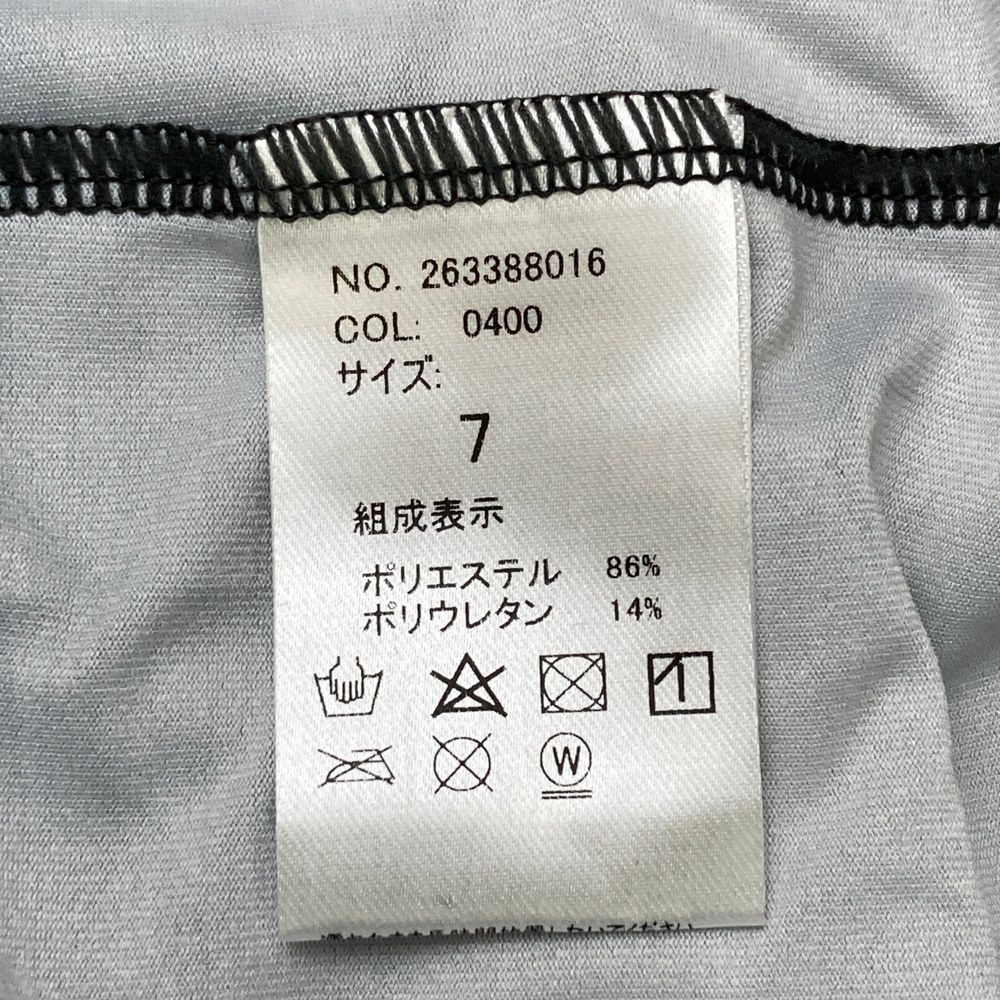 NO. 263388016
COL: 0400
サイズ:
7
組成表示
ポリエステル 86%
ポリウレタン 14%
W